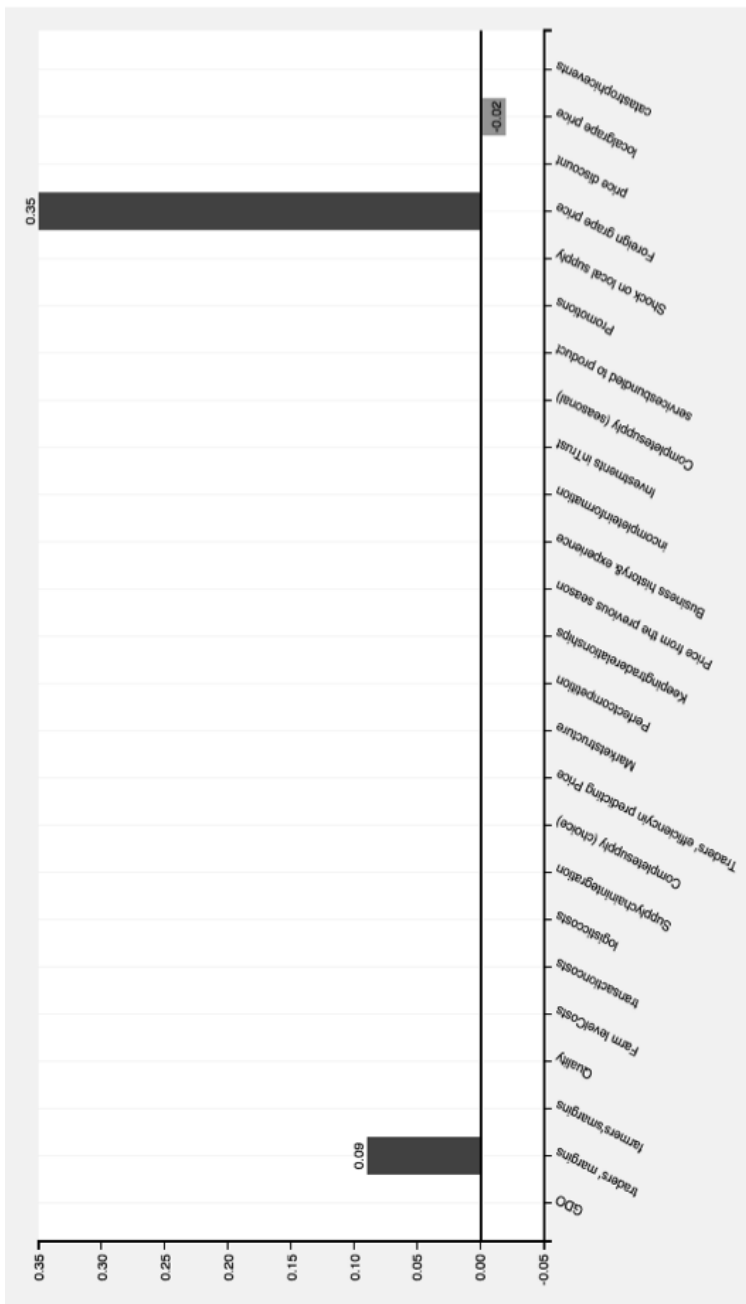 0.35
0.30
0.25
0.20
0.15
0.10
0.05
0.00
-0.05
0.09
0.35
-0.02
GDO
traders' margins
farmers'smargins
Quality
Farm levelCosts
transactioncosts
logisticcosts
Supplychaininintegration
Completesupply (choice)
Traders' efficiencyin predicting Price
Marketstructure
Perfectcompetition
Keepingtraderelationships
Price from the previous season
Business history& experience
incompleteinformation
Investments inTrust
Completesupply (seasonal)
servicesbundled to product
Promotions
Shock on local supply
Foreign grape price
price discount
localgrape price
catastrophicevents